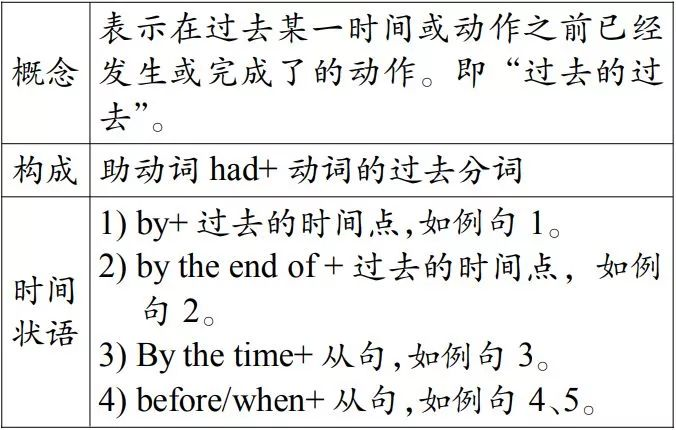 概念
表示在过去某一时间或动作之前已经
发生或完成了的动作。即“过去的过
去”。
构成
助动词 had+ 动词的过去分词
时间
状语
1) by+ 过去的时间点,如例句 1。
2) by the end of + 过去的时间点，如例
句 2。
3) By the time+ 从句,如例句 3。
4) before/when+ 从句,如例句 4、5。